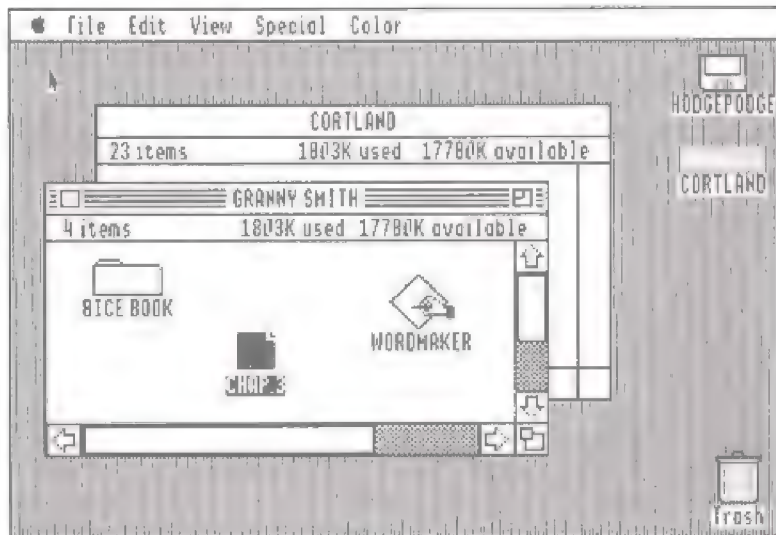 File Edit View Special Color
HODGEPODGE
CORTLAND
23 items 1803K used 17780K available
CORTLAND
GRANNY SMITH
4 items 1803K used 17780K available
BICE BOOK
WORDMAKER
CHAP.3
Trash